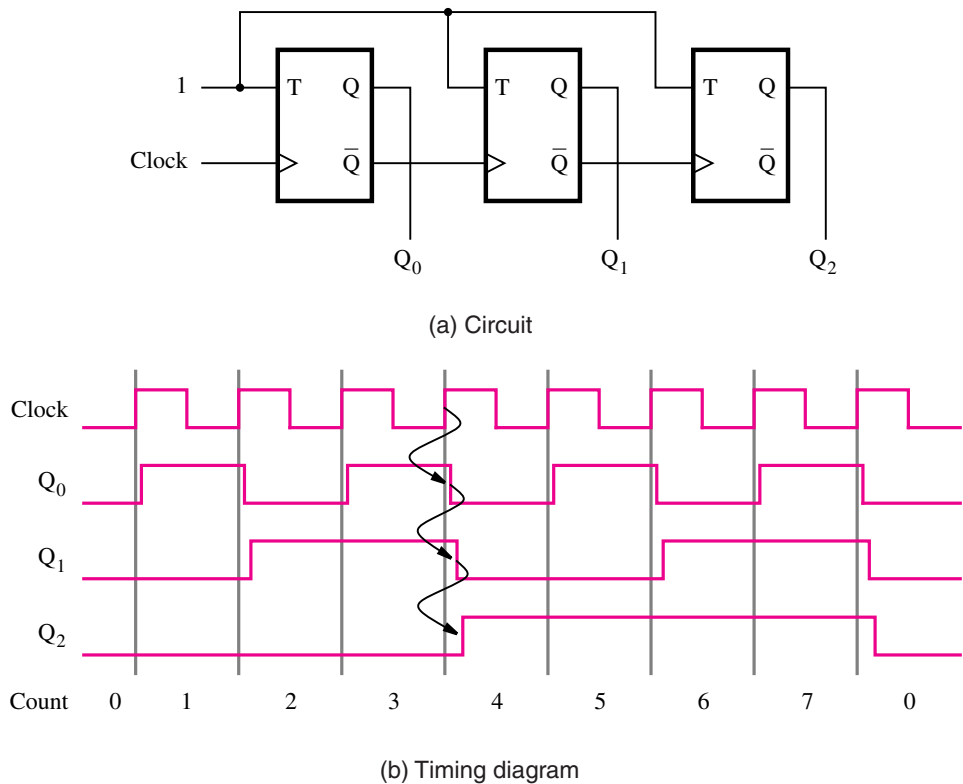 1 T Q T Q T Q
Clock Q̅ Q̅ Q̅
Q₀ Q₁ Q₂
(a) Circuit
Clock
Q₀
Q₁
Q₂
Count 0 1 2 3 4 5 6 7 0
(b) Timing diagram